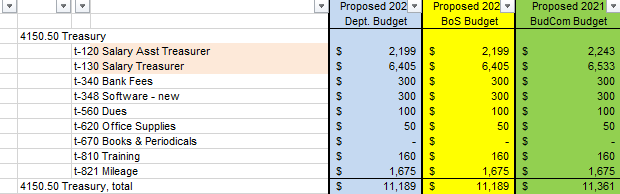 Proposed 202 Proposed 202 Proposed 2021
Dept. Budget BoS Budget BudCom Budget
4150.50 Treasury
t-120 Salary Asst Treasurer $ 2,199 $ 2,199 $ 2,243
t-130 Salary Treasurer $ 6,405 $ 6,405 $ 6,533
t-340 Bank Fees $ 300 $ 300 $ 300
t-348 Software - new $ 300 $ 300 $ 300
t-560 Dues $ 100 $ 100 $ 100
t-620 Office Supplies $ 50 $ 50 $ 50
t-670 Books & Periodicals $ - $ - $ -
t-810 Training $ 160 $ 160 $ 160
t-821 Mileage $ 1,675 $ 1,675 $ 1,675
4150.50 Treasury, total $ 11,189 $ 11,189 $ 11,361